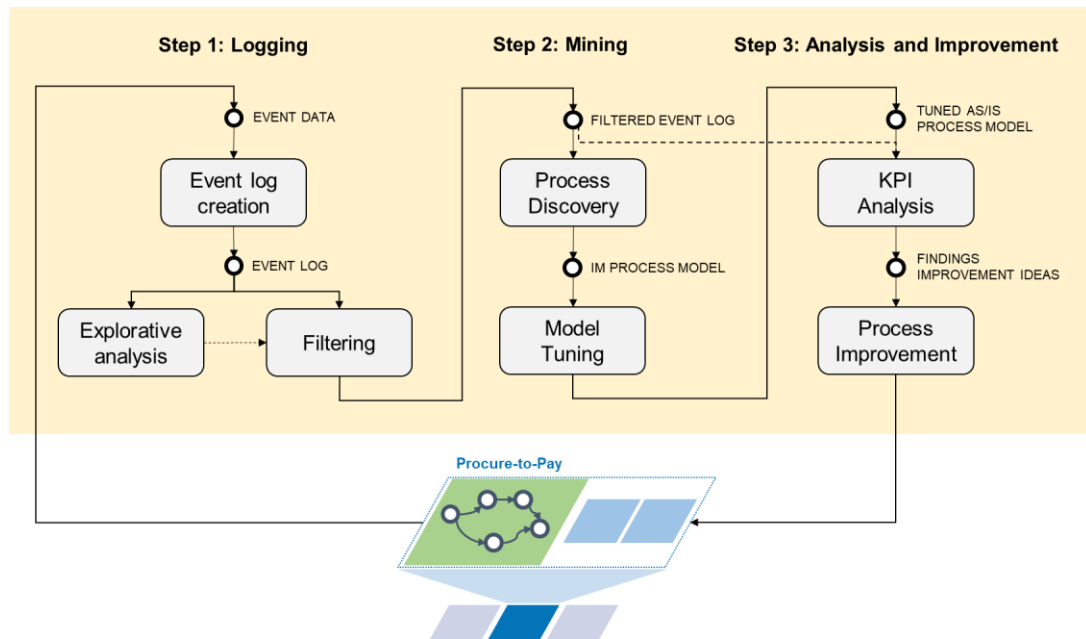 Step 1: Logging
Step 2: Mining
Step 3: Analysis and Improvement
EVENT DATA
FILTERED EVENT LOG
TUNED AS/IS
PROCESS MODEL
Event log
creation
Process
Discovery
KPI
Analysis
EVENT LOG
IM PROCESS MODEL
FINDINGS
IMPROVEMENT IDEAS
Explorative
analysis
Filtering
Model
Tuning
Process
Improvement
Procure-to-Pay